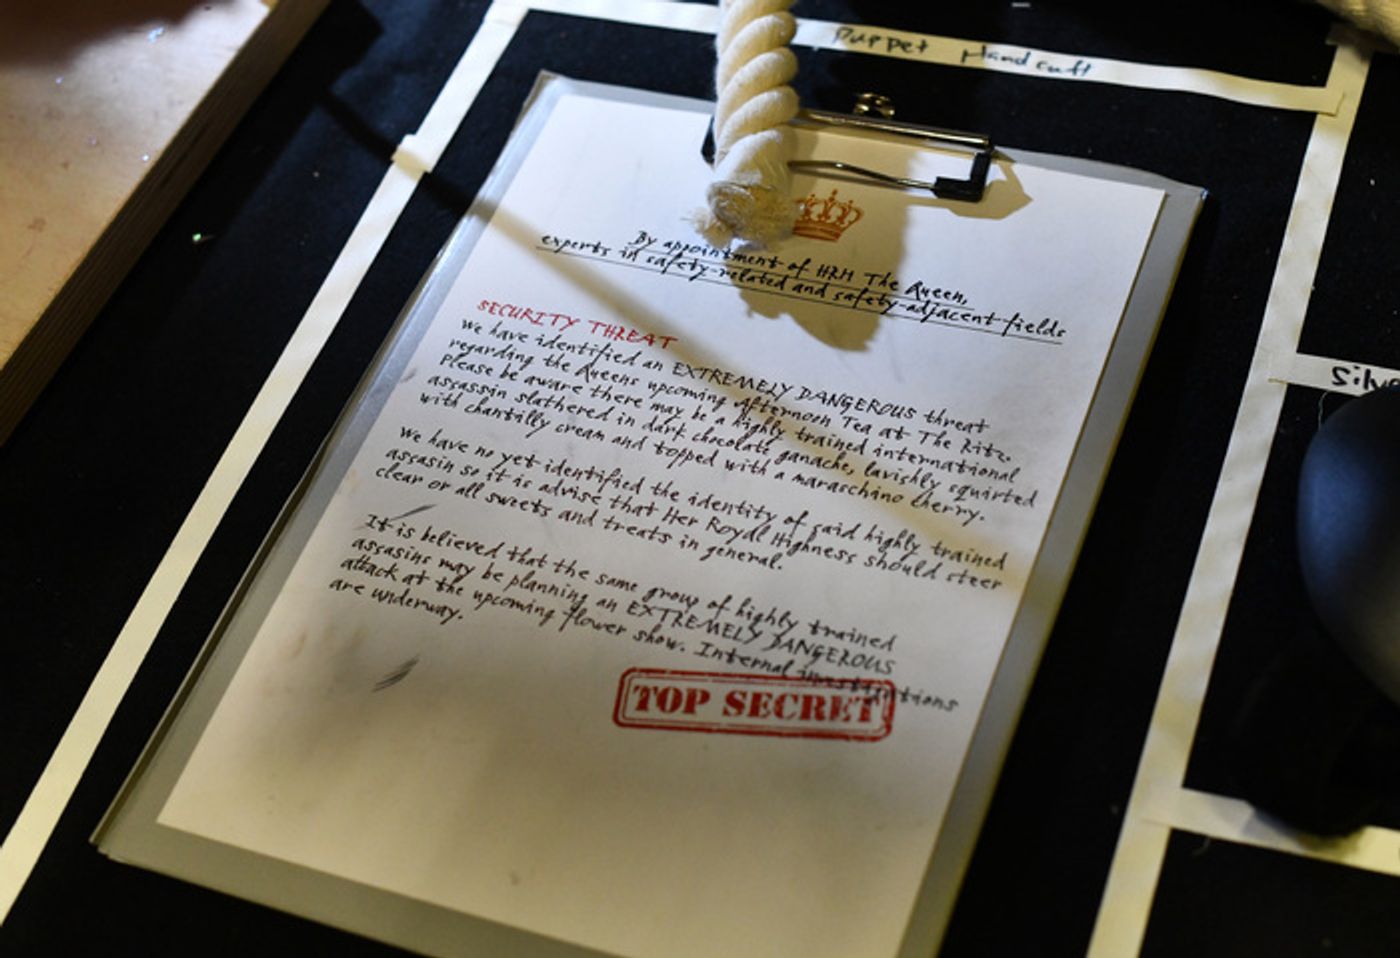 Puppet Handcuff
By appointment of HRH The Queen,
experts in safety-related and safety-adjacent fields
SECURITY THREAT
We have identified an EXTREMELY DANGEROUS threat
regarding the Queens upcoming Afternoon Tea at The Ritz.
Please be aware there may be a highly trained international
assassin slathered in dark chocolate ganache, lavishly squirted
with chantilly cream and topped with a maraschino cherry.
We have no yet identified the identity of said highly trained
assasin so it is advise that Her Royal Highness should steer
clear or all sweets and treats in general.
It is believed that the same group of highly trained
assasins may be planning an EXTREMELY DANGEROUS
attack at the upcoming flower show. Internal investigations
are underway.
TOP SECRET